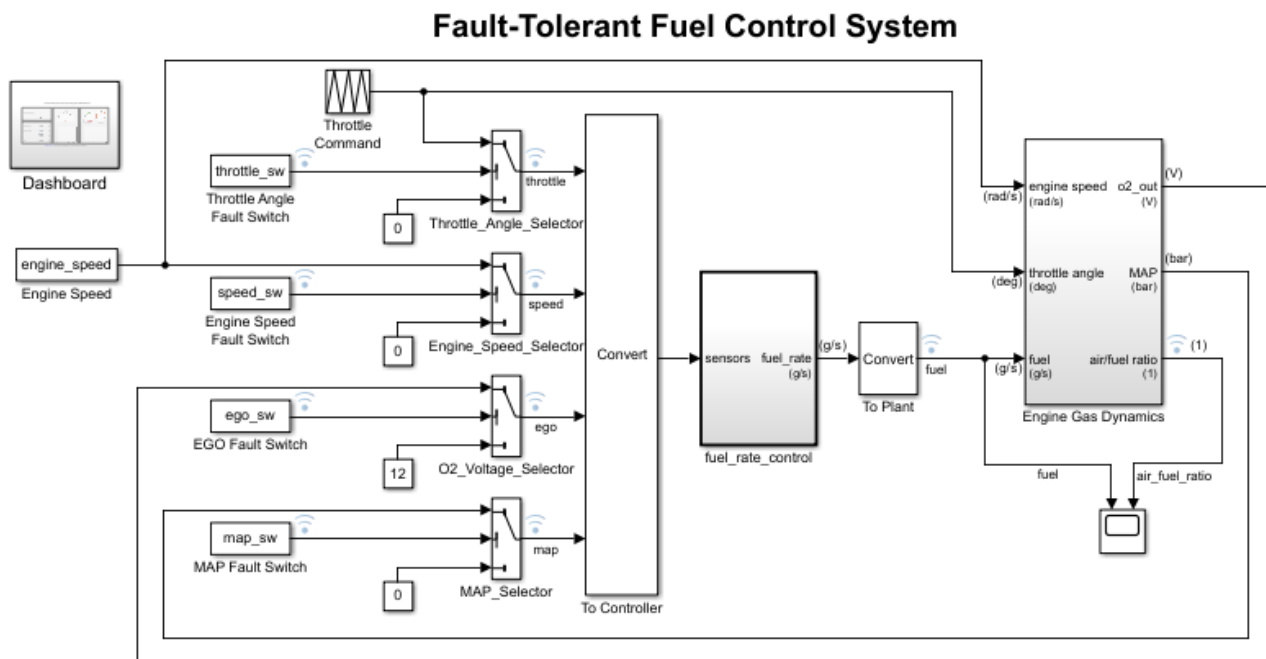 Fault-Tolerant Fuel Control System
Dashboard
Throttle
Command
throttle_sw
Throttle Angle
Fault Switch
throttle
0
Throttle_Angle_Selector
engine_speed
Engine Speed
speed_sw
Engine Speed
Fault Switch
speed
0
Engine_Speed_Selector
ego_sw
EGO Fault Switch
ego
12
O2_Voltage_Selector
map_sw
MAP Fault Switch
map
0
MAP_Selector
Convert
To Controller
sensors
fuel_rate
(g/s)
fuel_rate_control
(g/s)
Convert
To Plant
fuel
(rad/s)
engine speed
(rad/s)
o2_out
(V)
(V)
(deg)
throttle angle
(deg)
MAP
(bar)
(bar)
(g/s)
fuel
(g/s)
air/fuel ratio
(1)
(1)
Engine Gas Dynamics
fuel
air_fuel_ratio